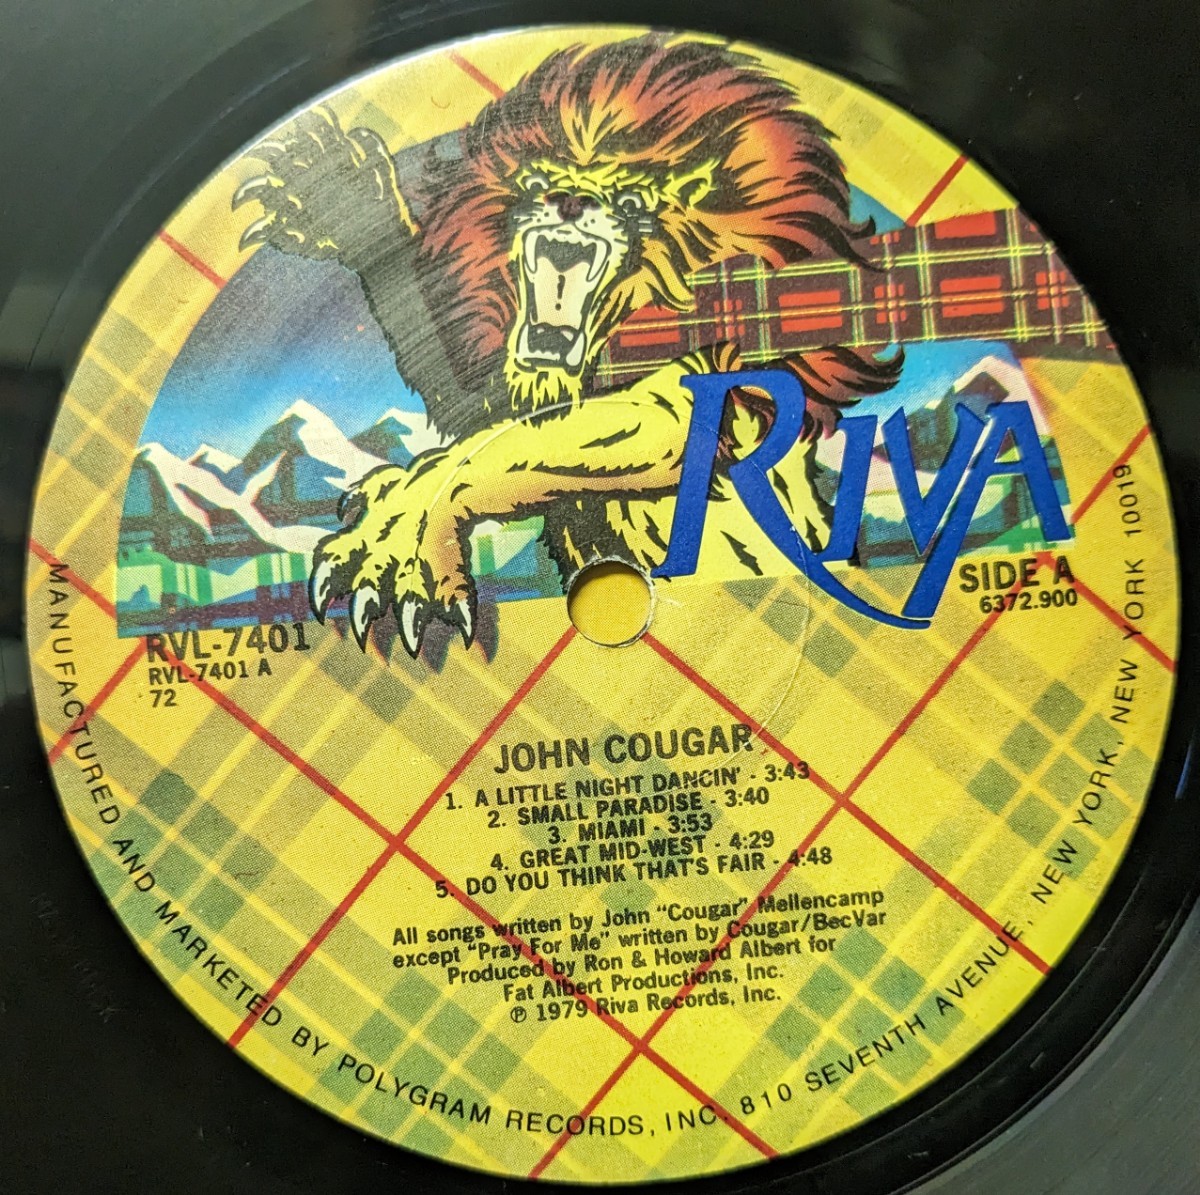 RIVA
SIDE A
6372.900
RVL-7401
RVL-7401 A
72
JOHN COUGAR
1. A LITTLE NIGHT DANCIN' - 3:43
2. SMALL PARADISE - 3:40
3. MIAMI - 3:53
4. GREAT MID-WEST - 4:29
5. DO YOU THINK THAT'S FAIR - 4:48
All songs written by John "Cougar" Mellencamp
except "Pray For Me" written by Cougar/BecVar
Produced by Ron & Howard Albert for
Fat Albert Productions, Inc.
℗ 1979 Riva Records, Inc.
MANUFACTURED AND MARKETED BY POLYGRAM RECORDS, INC. 810 SEVENTH AVENUE, NEW YORK, NEW YORK 10019